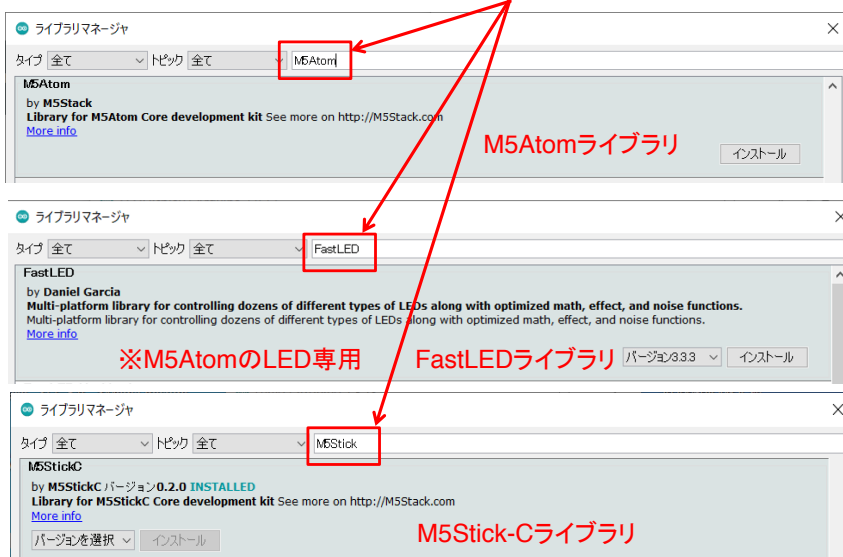 ライブラリマネージャ
タイプ 全て トピック 全て M5Atom
M5Atom
by M5Stack
Library for M5Atom Core development kit See more on http://M5Stack.com
More info
M5Atomライブラリ
インストール
ライブラリマネージャ
タイプ 全て トピック 全て FastLED
FastLED
by Daniel Garcia
Multi-platform library for controlling dozens of different types of LEDs along with optimized math, effect, and noise functions.
Multi-platform library for controlling dozens of different types of LEDs along with optimized math, effect, and noise functions.
More info
※M5AtomのLED専用 FastLEDライブラリ バージョン3.3.3 インストール
ライブラリマネージャ
タイプ 全て トピック 全て M5Stick
M5StickC
by M5StickC バージョン0.2.0 INSTALLED
Library for M5StickC Core development kit See more on http://M5Stack.com
More info
M5Stick-Cライブラリ
バージョンを選択 インストール